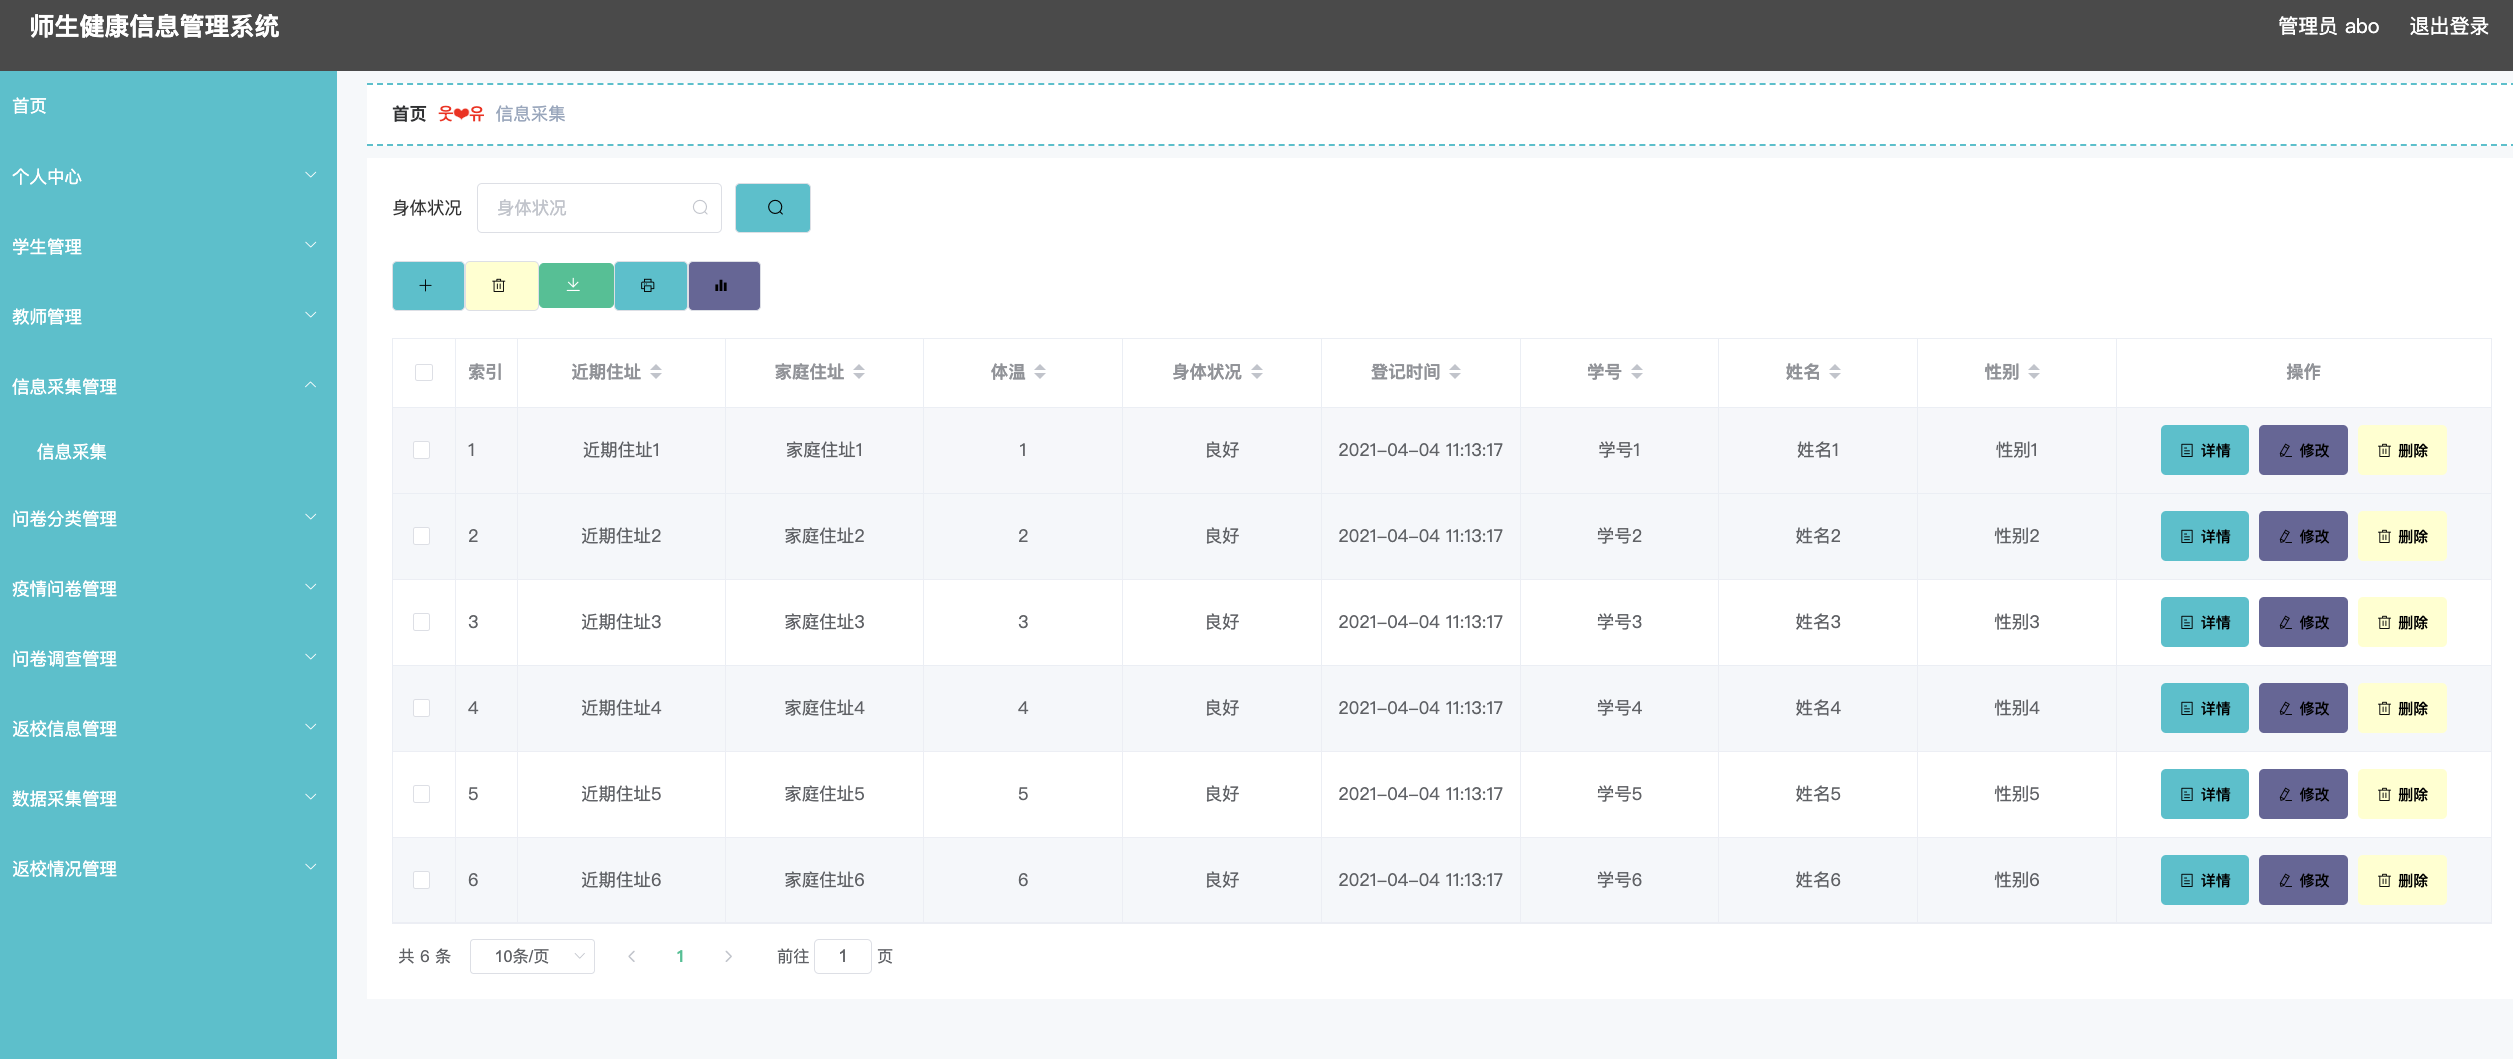 师生健康信息管理系统
管理员 abo 退出登录
首页
个人中心
学生管理
教师管理
信息采集管理
信息采集
问卷分类管理
疫情问卷管理
问卷调查管理
返校信息管理
数据采集管理
返校情况管理
首页 웃❤유 信息采集
身体状况 身体状况
索引 近期住址 家庭住址 体温 身体状况 登记时间 学号 姓名 性别 操作
1 近期住址1 家庭住址1 1 良好 2021-04-04 11:13:17 学号1 姓名1 性别1 详情 修改 删除
2 近期住址2 家庭住址2 2 良好 2021-04-04 11:13:17 学号2 姓名2 性别2 详情 修改 删除
3 近期住址3 家庭住址3 3 良好 2021-04-04 11:13:17 学号3 姓名3 性别3 详情 修改 删除
4 近期住址4 家庭住址4 4 良好 2021-04-04 11:13:17 学号4 姓名4 性别4 详情 修改 删除
5 近期住址5 家庭住址5 5 良好 2021-04-04 11:13:17 学号5 姓名5 性别5 详情 修改 删除
6 近期住址6 家庭住址6 6 良好 2021-04-04 11:13:17 学号6 姓名6 性别6 详情 修改 删除
共 6 条 10条/页 1 前往 1 页